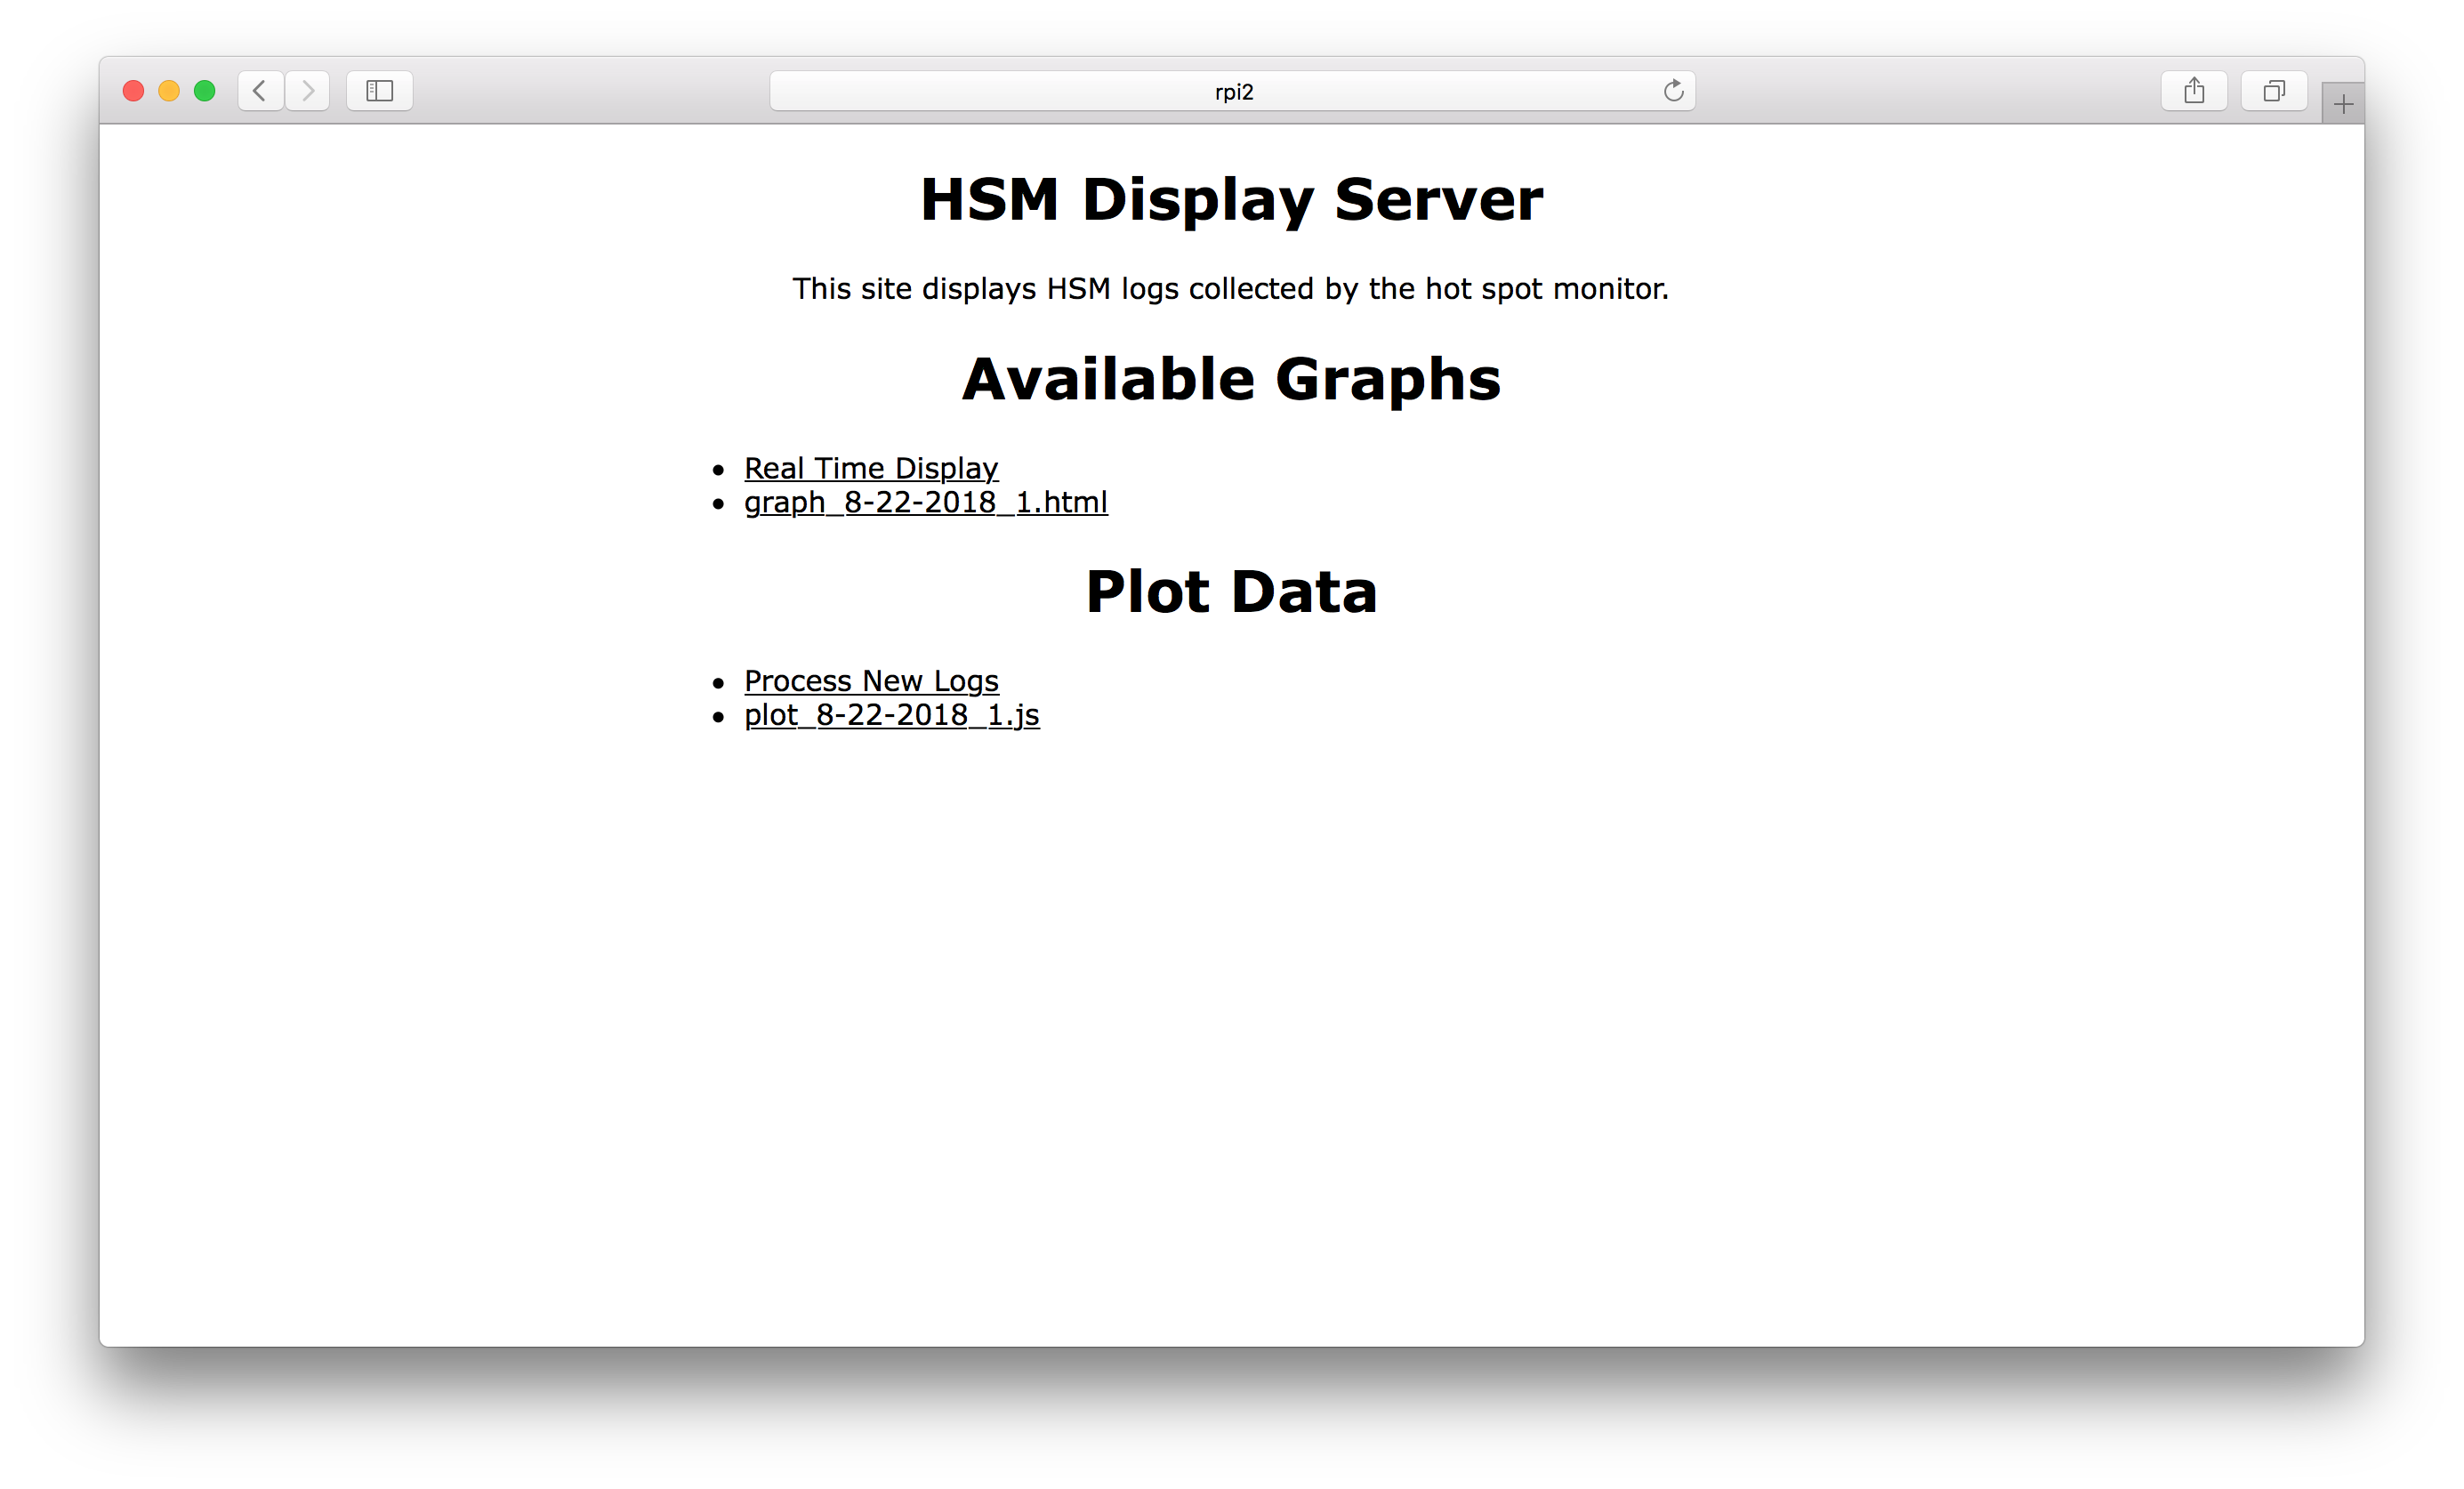 rpi2
HSM Display Server
This site displays HSM logs collected by the hot spot monitor.
Available Graphs
Real Time Display
graph_8-22-2018_1.html
Plot Data
Process New Logs
plot_8-22-2018_1.js